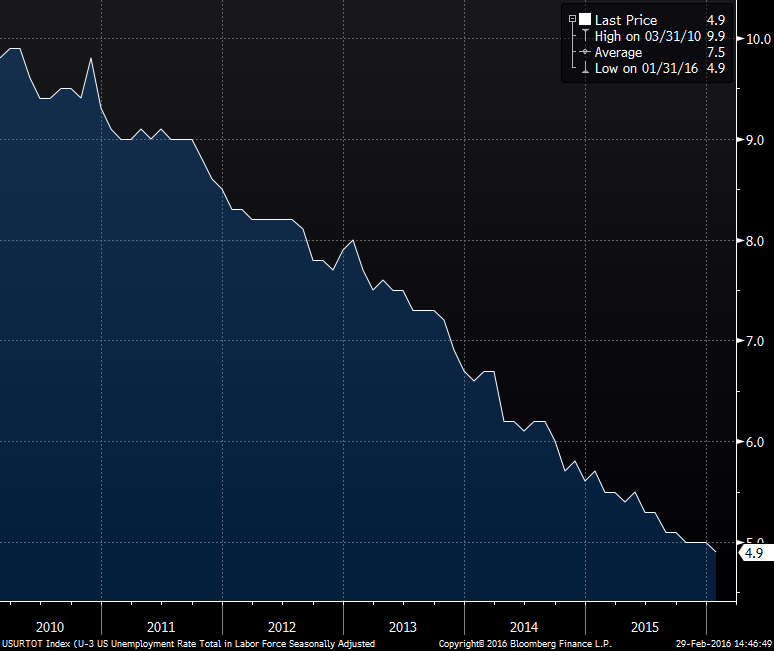 Last Price 4.9
High on 03/31/10 9.9
Average 7.5
Low on 01/31/16 4.9
10.0
9.0
8.0
7.0
6.0
5.0
4.9
2010 2011 2012 2013 2014 2015
USURTOT Index (U-3 US Unemployment Rate Total in Labor Force Seasonally Adjusted Copyright© 2016 Bloomberg Finance L.P. 29-Feb-2016 14:46:49